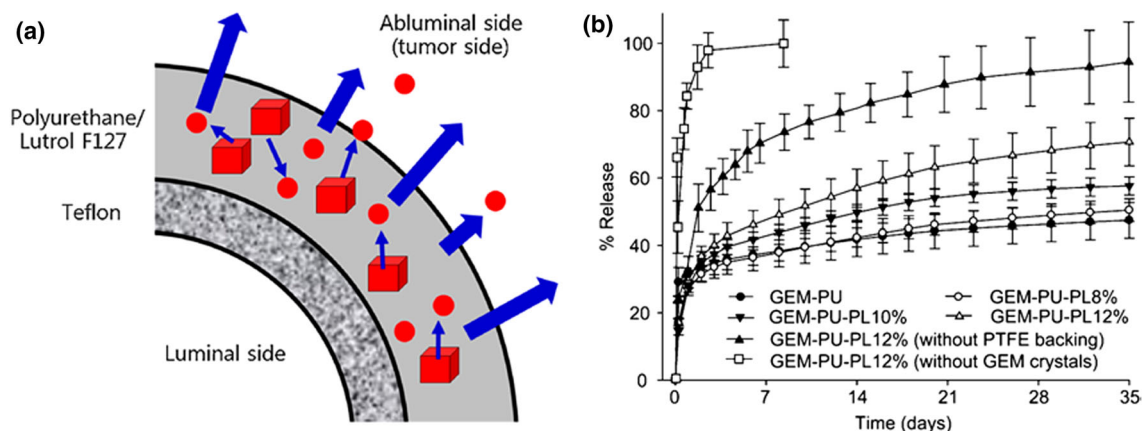 (a)
Abluminal side
(tumor side)
Polyurethane/
Lutrol F127
Teflon
Luminal side
(b)
% Release
100
80
60
40
20
0
GEM-PU
GEM-PU-PL8%
GEM-PU-PL10%
GEM-PU-PL12%
GEM-PU-PL12% (without PTFE backing)
GEM-PU-PL12% (without GEM crystals)
0 7 14 21 28 35
Time (days)